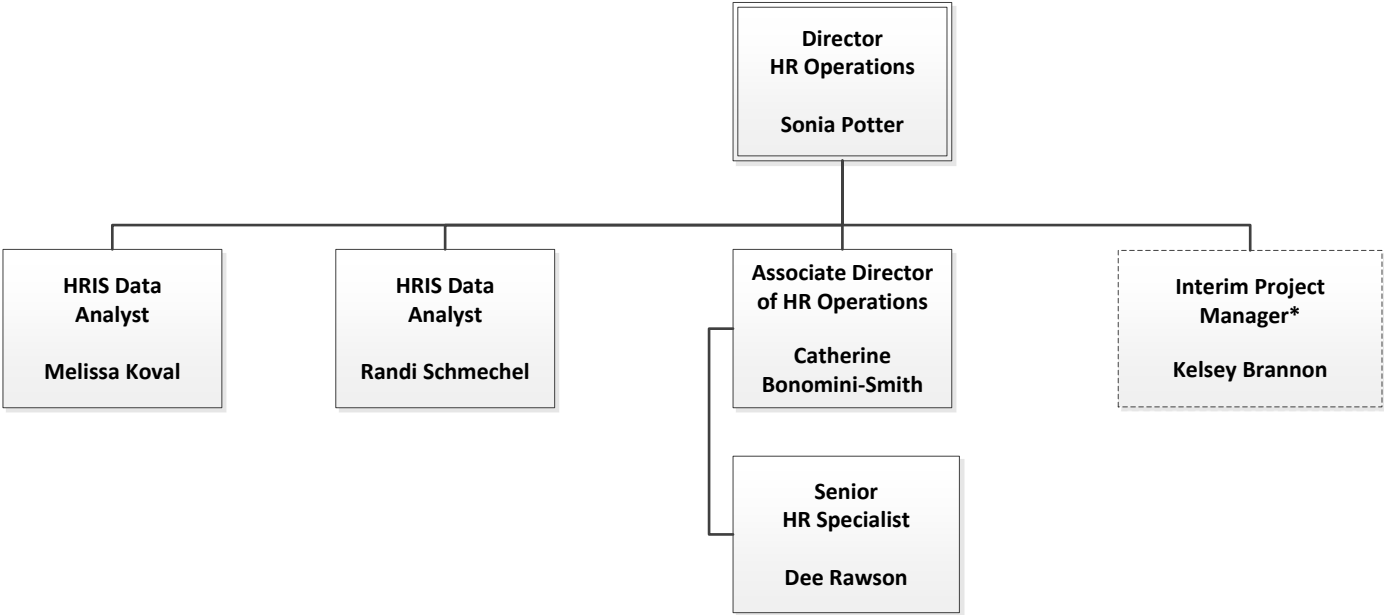 Director
HR Operations
Sonia Potter
HRIS Data
Analyst
Melissa Koval
HRIS Data
Analyst
Randi Schmechel
Associate Director
of HR Operations
Catherine
Bonomini-Smith
Interim Project
Manager*
Kelsey Brannon
Senior
HR Specialist
Dee Rawson